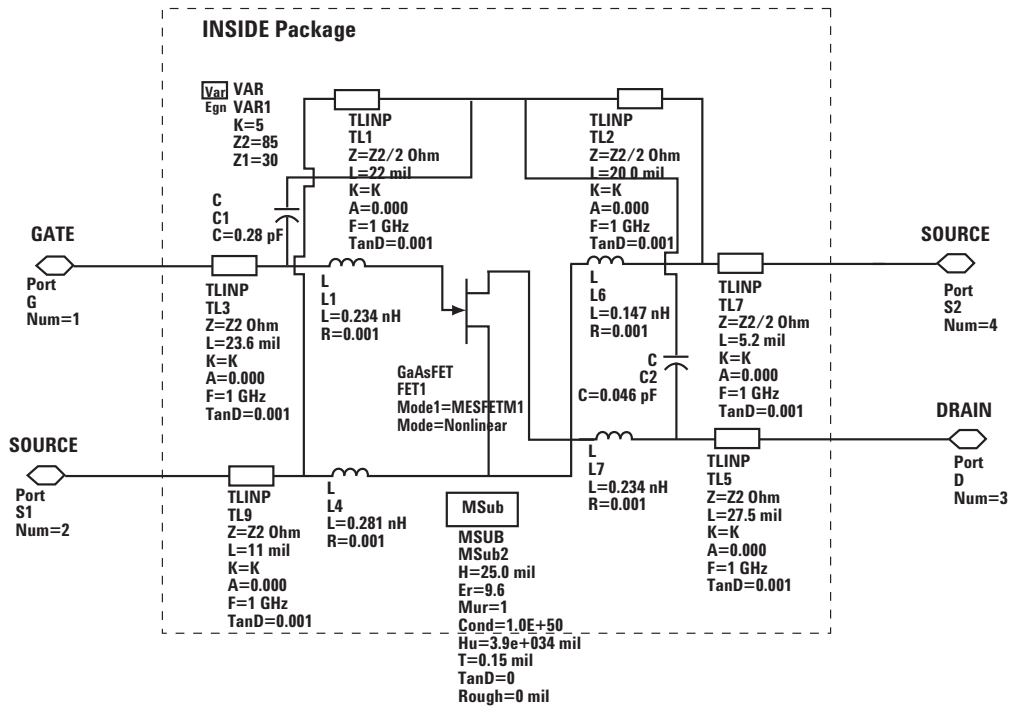 INSIDE Package
Var
Egn
VAR
VAR1
K=5
Z2=85
Z1=30
TLINP
TL1
Z=Z2/2 Ohm
L=22 mil
K=K
A=0.000
F=1 GHz
TanD=0.001
TLINP
TL2
Z=Z2/2 Ohm
L=20 0 mil
K=K
A=0.000
F=1 GHz
TanD=0.001
C
C1
C=0.28 pF
GATE
Port
G
Num=1
TLINP
TL3
Z=Z2 Ohm
L=23.6 mil
K=K
A=0.000
F=1 GHz
TanD=0.001
L
L1
L=0.234 nH
R=0.001
GaAsFET
FET1
Mode1=MESFETM1
Mode=Nonlinear
L
L6
L=0.147 nH
R=0.001
C
C2
C=0.046 pF
TLINP
TL7
Z=Z2/2 Ohm
L=5.2 mil
K=K
A=0.000
F=1 GHz
TanD=0.001
SOURCE
Port
S2
Num=4
SOURCE
Port
S1
Num=2
TLINP
TL9
Z=Z2 Ohm
L=11 mil
K=K
A=0.000
F=1 GHz
TanD=0.001
L
L4
L=0.281 nH
R=0.001
MSub
MSUB
MSub2
H=25.0 mil
Er=9.6
Mur=1
Cond=1.0E+50
Hu=3.9e+034 mil
T=0.15 mil
TanD=0
Rough=0 mil
L
L7
L=0.234 nH
R=0.001
TLINP
TL5
Z=Z2 Ohm
L=27.5 mil
K=K
A=0.000
F=1 GHz
TanD=0.001
DRAIN
Port
D
Num=3